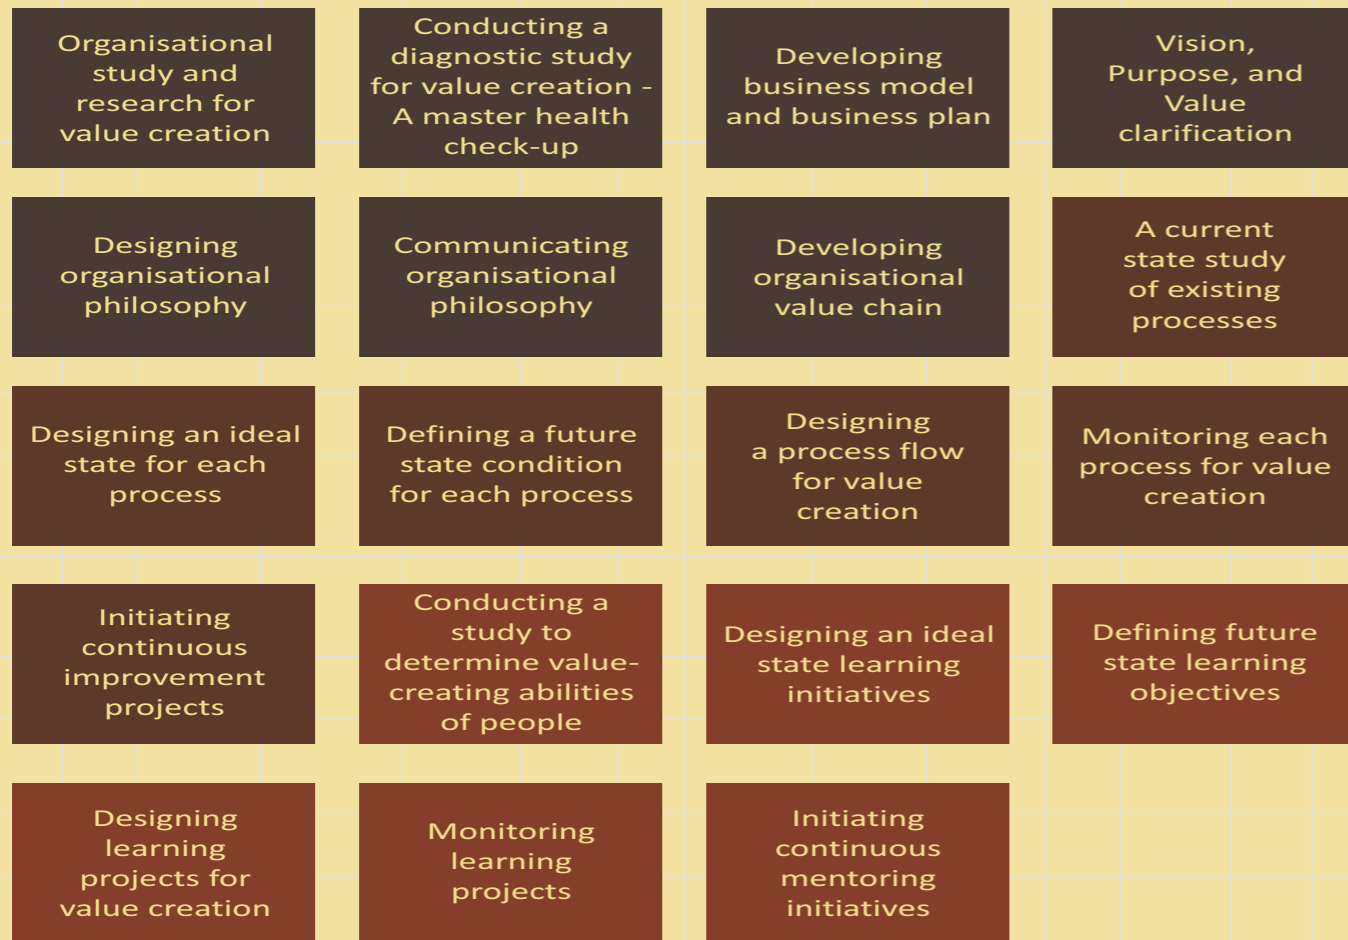 Organisational
study and
research for
value creation
Conducting a
diagnostic study
for value creation -
A master health
check-up
Developing
business model
and business plan
Vision,
Purpose, and
Value
clarification
Designing
organisational
philosophy
Communicating
organisational
philosophy
Developing
organisational
value chain
A current
state study
of existing
processes
Designing an ideal
state for each
process
Defining a future
state condition
for each process
Designing
a process flow
for value
creation
Monitoring each
process for value
creation
Initiating
continuous
improvement
projects
Conducting a
study to
determine value-
creating abilities
of people
Designing an ideal
state learning
initiatives
Defining future
state learning
objectives
Designing
learning
projects for
value creation
Monitoring
learning
projects
Initiating
continuous
mentoring
initiatives